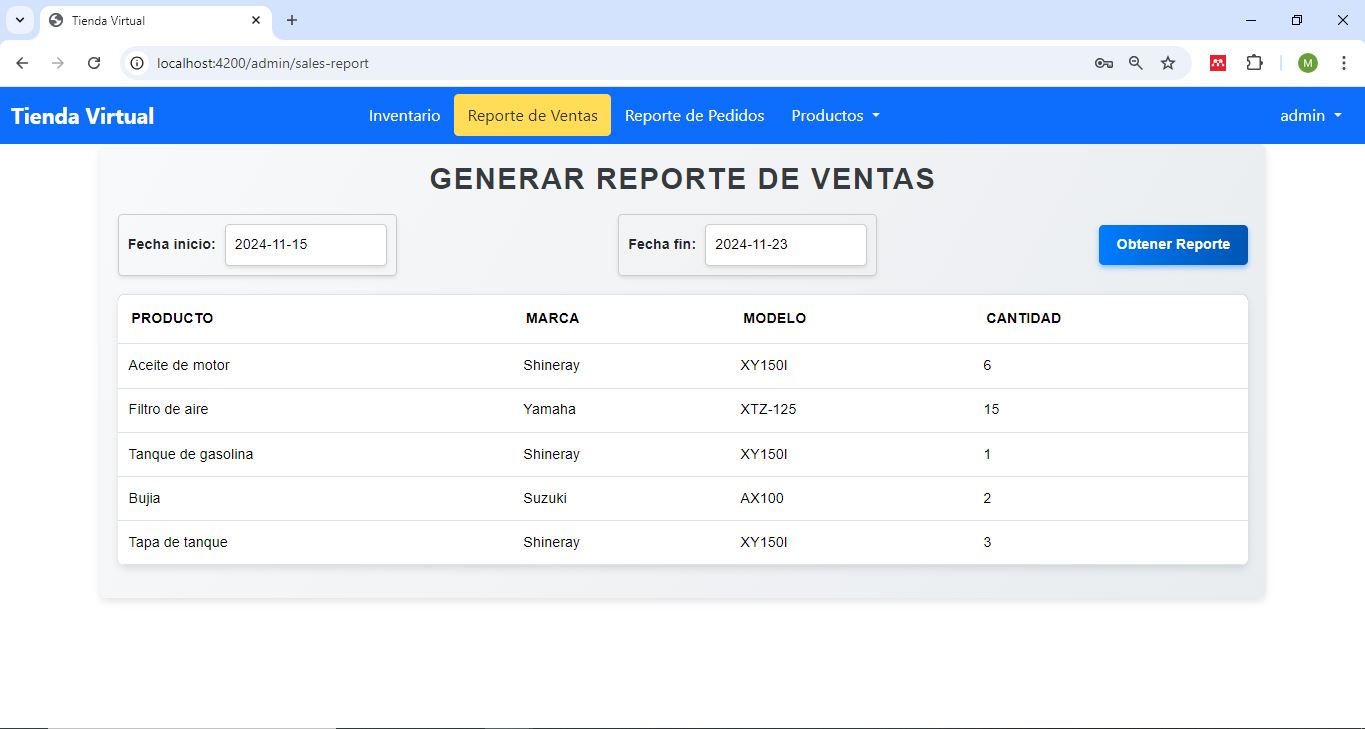 Tienda Virtual
localhost:4200/admin/sales-report
M
Tienda Virtual Inventario Reporte de Ventas Reporte de Pedidos Productos admin
GENERAR REPORTE DE VENTAS
Fecha inicio: 2024-11-15 Fecha fin: 2024-11-23 Obtener Reporte
PRODUCTO MARCA MODELO CANTIDAD
Aceite de motor Shineray XY150I 6
Filtro de aire Yamaha XTZ-125 15
Tanque de gasolina Shineray XY150I 1
Bujia Suzuki AX100 2
Tapa de tanque Shineray XY150I 3